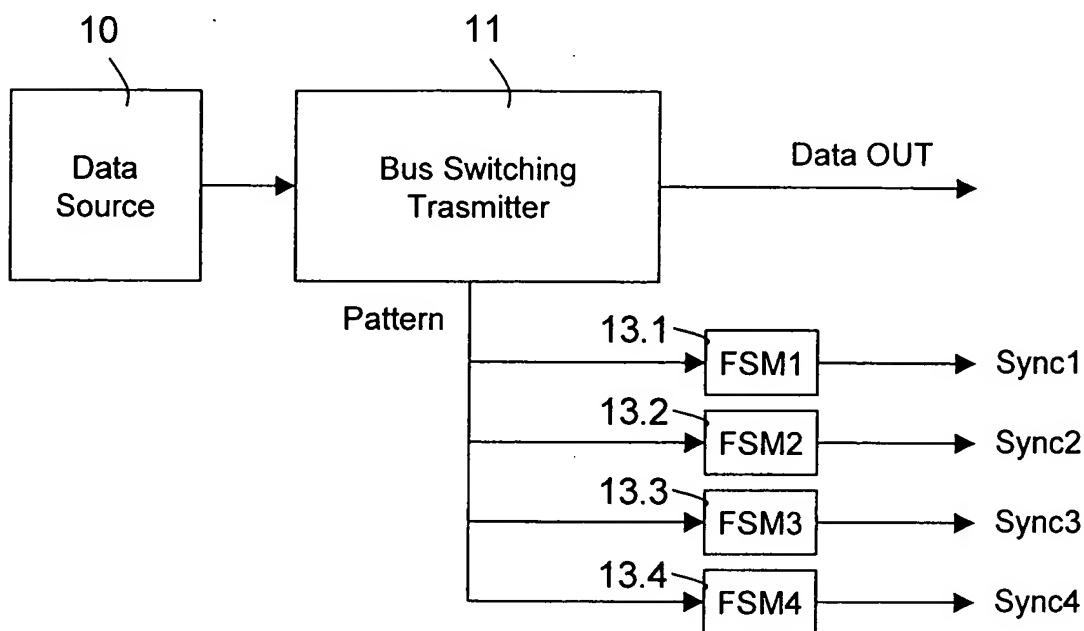 10
11
Data
Source
Bus Switching
Trasmitter
Data OUT
Pattern
13.1
FSM1
Sync1
13.2
FSM2
Sync2
13.3
FSM3
Sync3
13.4
FSM4
Sync4